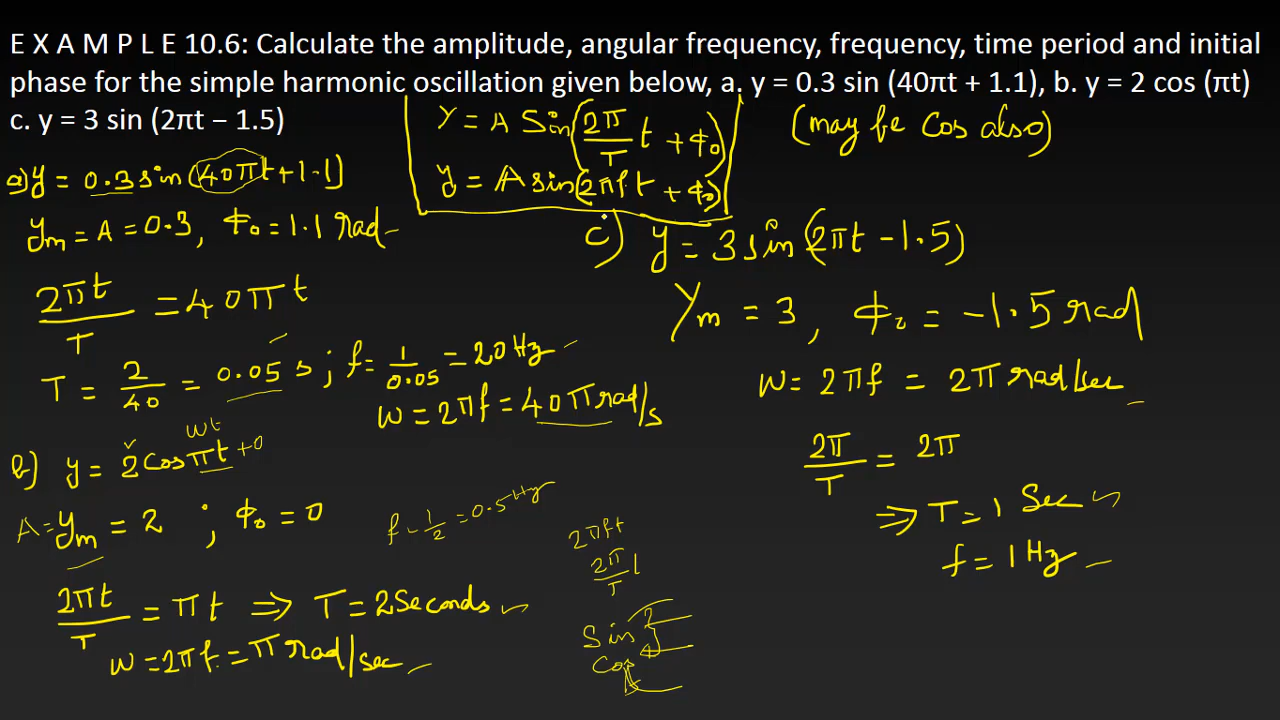 E X A M P L E 10.6: Calculate the amplitude, angular frequency, frequency, time period and initial
phase for the simple harmonic oscillation given below, a. y = 0.3 sin (40πt + 1.1), b. y = 2 cos (πt)
c. y = 3 sin (2πt − 1.5)
Y = A Sin(2π/T t + Φ₀)
(may be Cos also)
y = A sin(2πft + Φ₀)
a) y = 0.3 sin(40πt+1.1)
yₘ = A = 0.3, Φ₀ = 1.1 rad
2πt/T = 40πt
T = 2/40 = 0.05 s ; f = 1/0.05 = 20 Hz
W = 2πf = 40π rad/s
wt
b) y = 2 Cos πt + 0
A = yₘ = 2 ; Φ₀ = 0
f = 1/2 = 0.5 Hz
2πt/T = πt ⇒ T = 2 Seconds
W = 2πf = π rad/sec
2πft
2π/T
Sin
Cos
c) y = 3 sin(2πt − 1.5)
Yₘ = 3, Φ₀ = −1.5 rad
W = 2πf = 2π rad/sec
2π/T = 2π
⇒ T = 1 Sec
f = 1 Hz